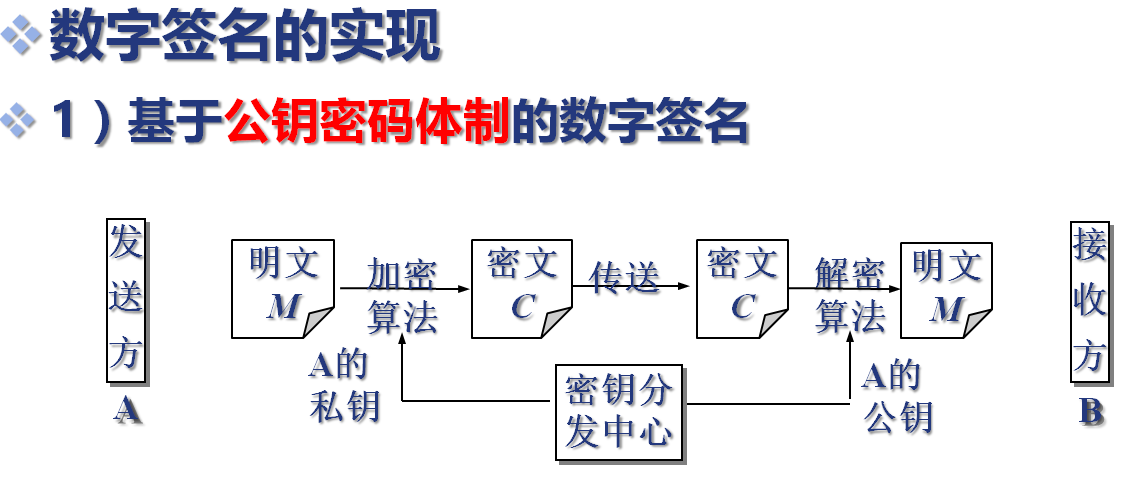 数字签名的实现
1）基于公钥密码体制的数字签名
发送方
A
明文
M
加密
算法
密文
C
传送
密文
C
解密
算法
明文
M
接收方
B
A的
私钥
密钥分
发中心
A的
公钥